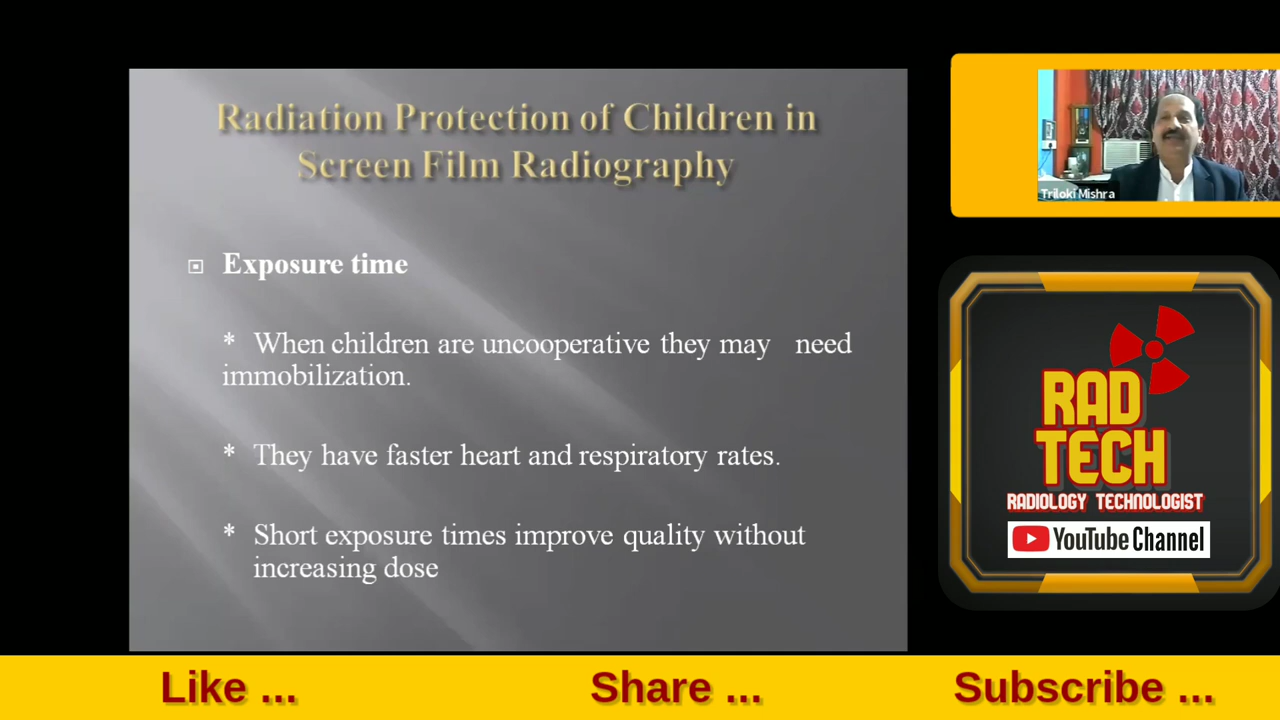 Radiation Protection of Children in
Screen Film Radiography
Exposure time
* When children are uncooperative they may need
immobilization.
* They have faster heart and respiratory rates.
* Short exposure times improve quality without
increasing dose
Triloki Mishra
RAD
TECH
RADIOLOGY TECHNOLOGIST
YouTube Channel
Like ...
Share ...
Subscribe ...